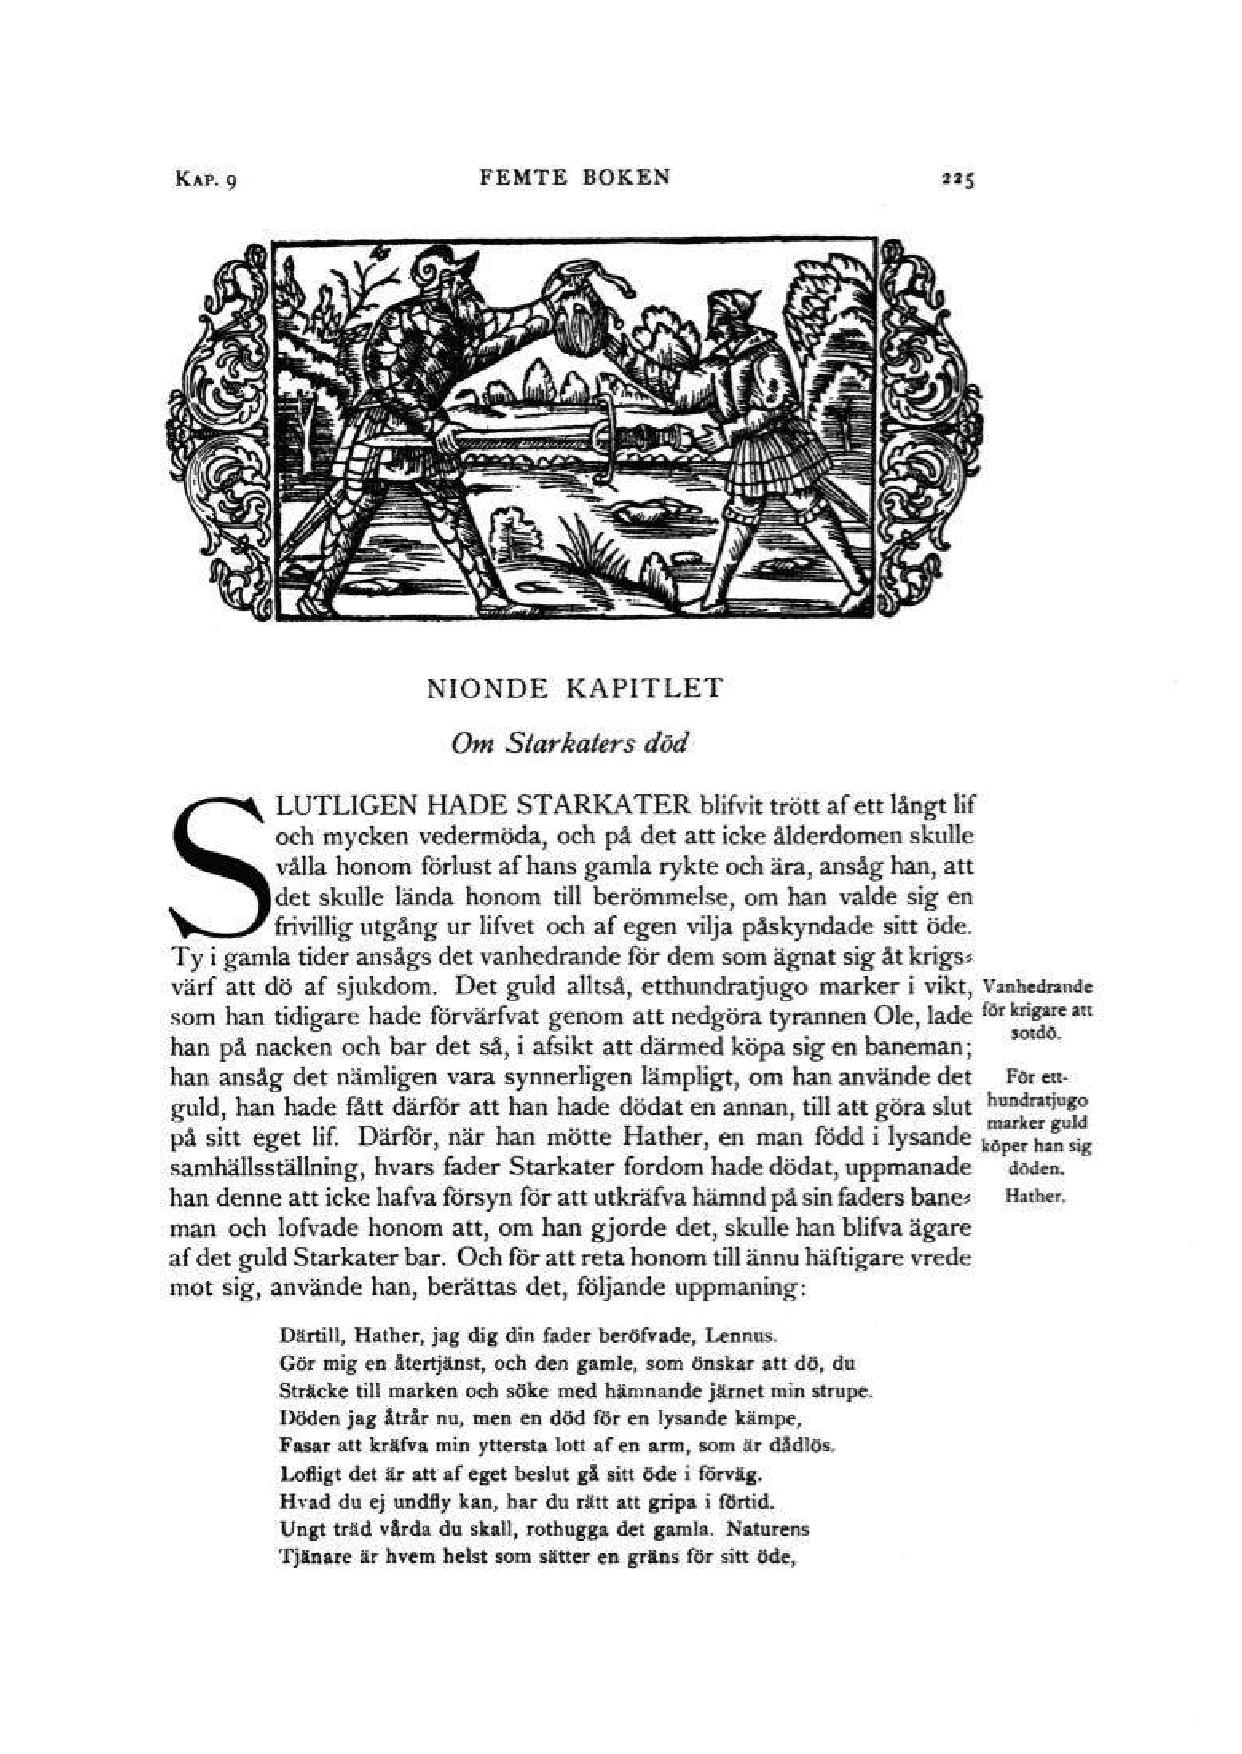 KAP. 9 FEMTE BOKEN 225
NIONDE KAPITLET
Om Starkaters död
SLUTLIGEN HADE STARKATER blifvit trött af ett långt lif
och mycken vedermöda, och på det att icke ålderdomen skulle
vålla honom förlust af hans gamla rykte och ära, ansåg han, att
det skulle lända honom till berömmelse, om han valde sig en
frivillig utgång ur lifvet och af egen vilja påskyndade sitt öde.
Ty i gamla tider ansågs det vanhedrande för dem som ägnat sig åt krigs-
värf att dö af sjukdom. Det guld alltså, etthundratjugo marker i vikt,
som han tidigare hade förvärfvat genom att nedgöra tyrannen Ole, lade
han på nacken och bar det så, i afsikt att därmed köpa sig en baneman;
han ansåg det nämligen vara synnerligen lämpligt, om han använde det
guld, han hade fått därför att han hade dödat en annan, till att göra slut
på sitt eget lif. Därför, när han mötte Hather, en man född i lysande
samhällsställning, hvars fader Starkater fordom hade dödat, uppmanade
han denne att icke hafva försyn för att utkräfva hämnd på sin faders bane-
man och lofvade honom att, om han gjorde det, skulle han blifva ägare
af det guld Starkater bar. Och för att reta honom till ännu häftigare vrede
mot sig, använde han, berättas det, följande uppmaning:
Vanhedrande
för krigare att
sotdö.
För ett-
hundratjugo
marker guld
köper han sig
döden.
Hather.
Därtill, Hather, jag dig din fader beröfvade, Lennus.
Gör mig en återtjänst, och den gamle, som önskar att dö, du
Sträcke till marken och söke med hämnande järnet min strupe.
Döden jag åtrår nu, men en död för en lysande kämpe,
Fasar att kräfva min yttersta lott af en arm, som är dådlös.
Lofligt det är att af eget beslut gå sitt öde i förväg.
Hvad du ej undfly kan, har du rätt att gripa i förtid.
Ungt träd vårda du skall, rothugga det gamla. Naturens
Tjänare är hvem helst som sätter en gräns för sitt öde,